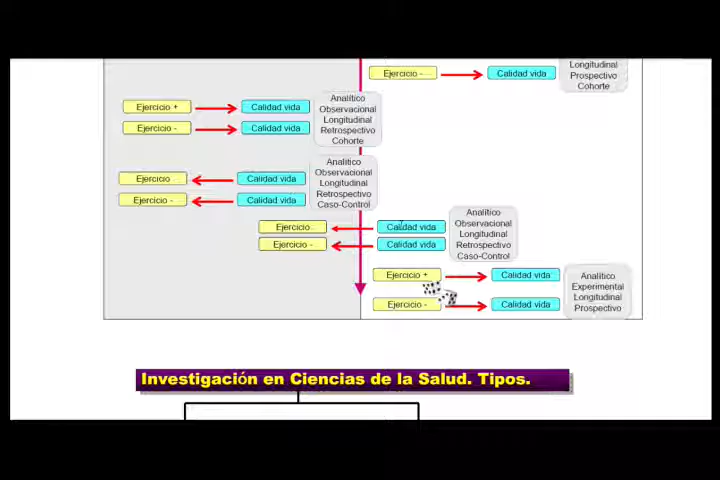 Ejercicio -
Calidad vida
Longitudinal
Prospectivo
Cohorte
Ejercicio +
Calidad vida
Ejercicio -
Calidad vida
Analítico
Observacional
Longitudinal
Retrospectivo
Cohorte
Ejercicio
Calidad vida
Ejercicio -
Calidad vida
Analítico
Observacional
Longitudinal
Retrospectivo
Caso-Control
Ejercicio
Calidad vida
Ejercicio -
Calidad vida
Analítico
Observacional
Longitudinal
Retrospectivo
Caso-Control
Ejercicio +
Calidad vida
Ejercicio -
Calidad vida
Analítico
Experimental
Longitudinal
Prospectivo
Investigación en Ciencias de la Salud. Tipos.